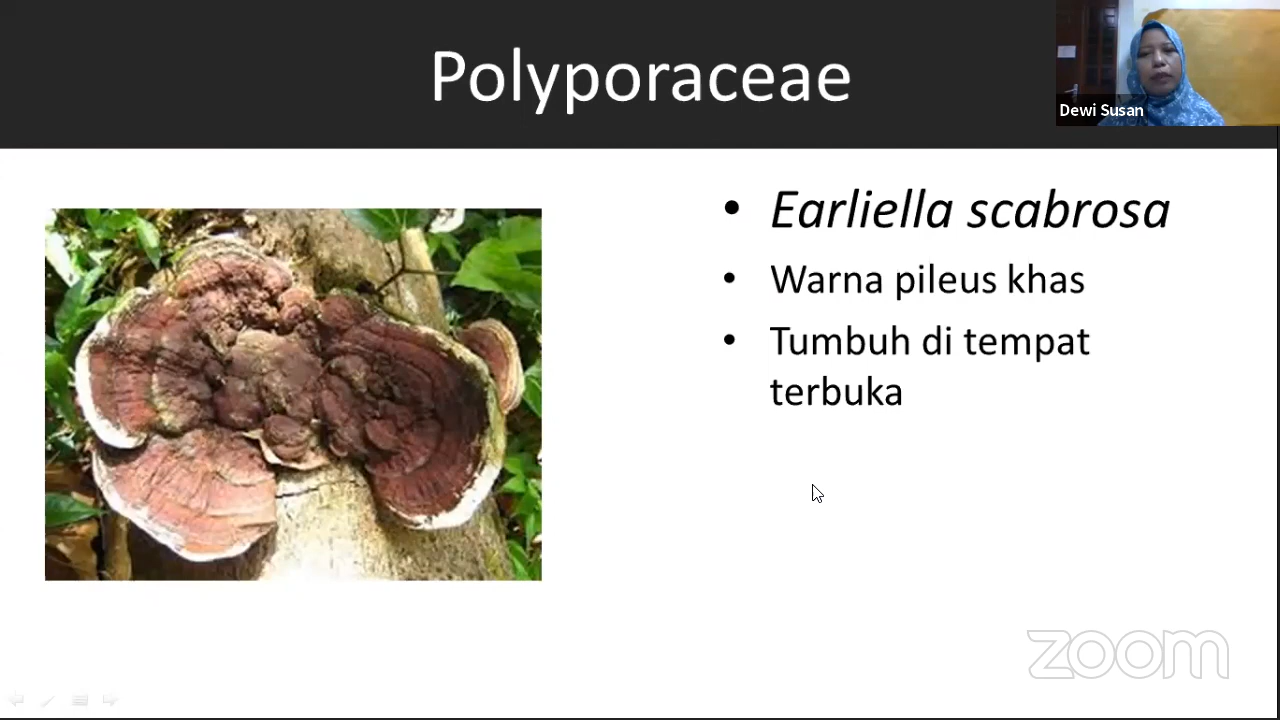 Polyporaceae
Dewi Susan
• Earliella scabrosa
• Warna pileus khas
• Tumbuh di tempat
terbuka
zoom